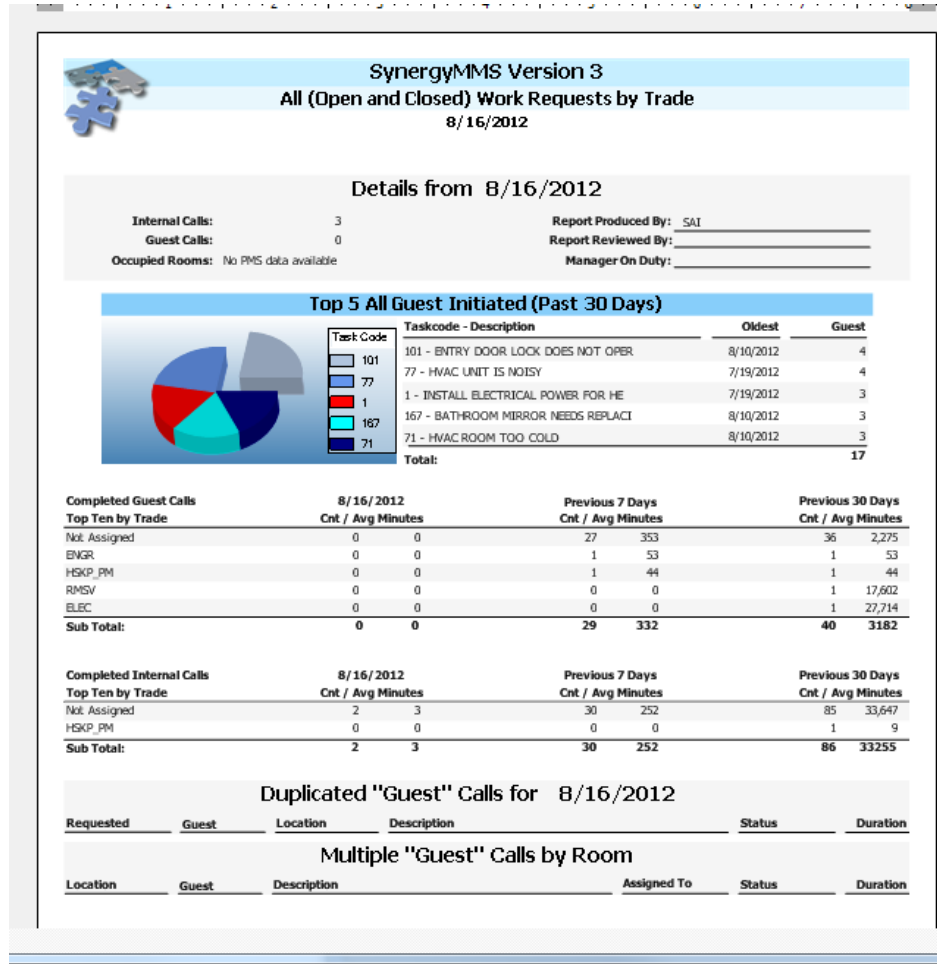 SynergyMMS Version 3
All (Open and Closed) Work Requests by Trade
8/16/2012
Details from 8/16/2012
Internal Calls: 3 Report Produced By: SAI
Guest Calls: 0 Report Reviewed By:
Occupied Rooms: No PMS data available Manager On Duty:
Top 5 All Guest Initiated (Past 30 Days)
Task Code
101
77
1
167
71
Taskcode - Description Oldest Guest
101 - ENTRY DOOR LOCK DOES NOT OPER 8/10/2012 4
77 - HVAC UNIT IS NOISY 7/19/2012 4
1 - INSTALL ELECTRICAL POWER FOR HE 7/19/2012 3
167 - BATHROOM MIRROR NEEDS REPLACI 8/10/2012 3
71 - HVAC ROOM TOO COLD 8/10/2012 3
Total: 17
Completed Guest Calls 8/16/2012 Previous 7 Days Previous 30 Days
Top Ten by Trade Cnt / Avg Minutes Cnt / Avg Minutes Cnt / Avg Minutes
Not Assigned 0 0 27 353 36 2,275
ENGR 0 0 1 53 1 53
HSKP_PM 0 0 1 44 1 44
RMSV 0 0 0 0 1 17,602
ELEC 0 0 0 0 1 27,714
Sub Total: 0 0 29 332 40 3182
Completed Internal Calls 8/16/2012 Previous 7 Days Previous 30 Days
Top Ten by Trade Cnt / Avg Minutes Cnt / Avg Minutes Cnt / Avg Minutes
Not Assigned 2 3 30 252 85 33,647
HSKP_PM 0 0 0 0 1 9
Sub Total: 2 3 30 252 86 33255
Duplicated "Guest" Calls for 8/16/2012
Requested Guest Location Description Status Duration
Multiple "Guest" Calls by Room
Location Guest Description Assigned To Status Duration